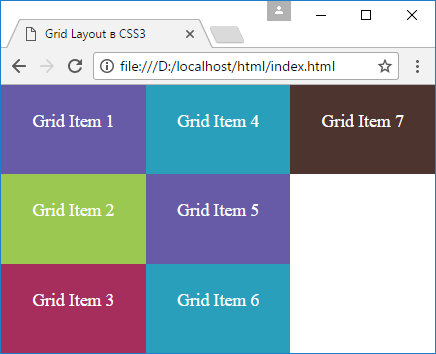 Grid Layout в CSS3
file:///D:/localhost/html/index.html
Grid Item 1 Grid Item 4 Grid Item 7
Grid Item 2 Grid Item 5
Grid Item 3 Grid Item 6